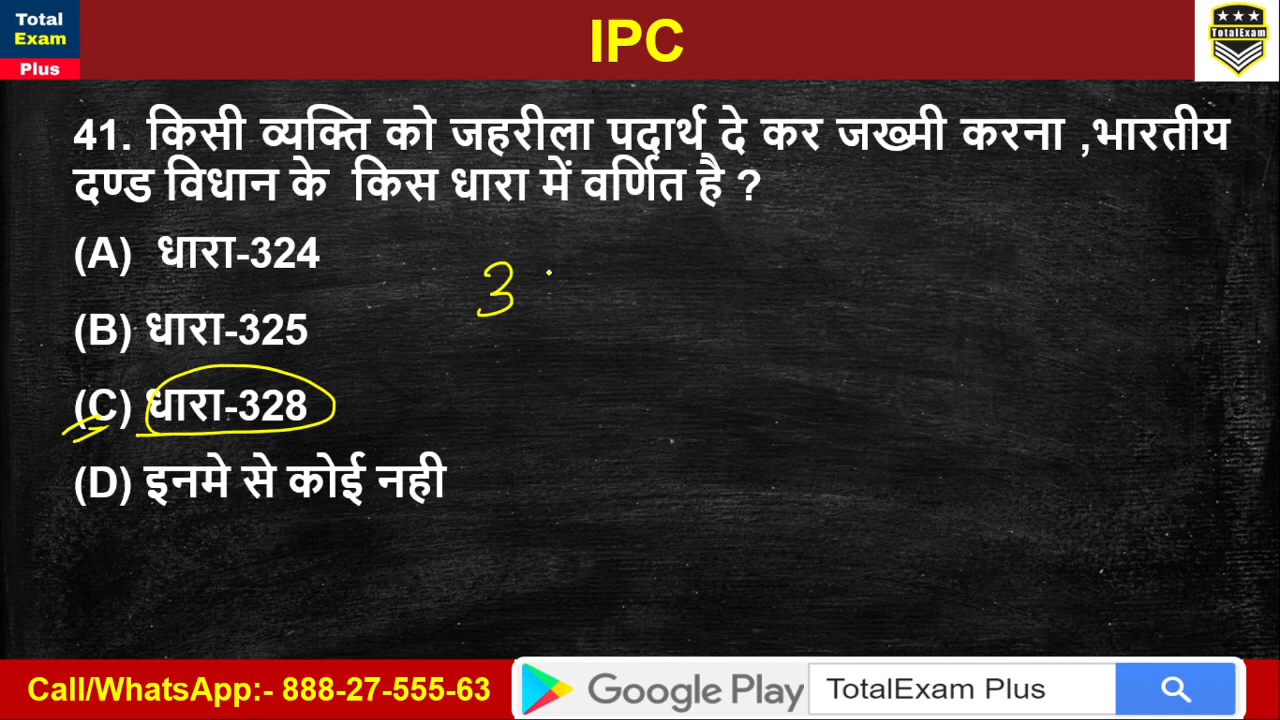 Total
Exam
Plus
IPC
TotalExam
41. किसी व्यक्ति को जहरीला पदार्थ दे कर जख्मी करना ,भारतीय
दण्ड विधान के किस धारा में वर्णित है ?
(A) धारा-324
3
(B) धारा-325
(C) धारा-328
(D) इनमे से कोई नही
Call/WhatsApp:- 888-27-555-63
Google Play
TotalExam Plus